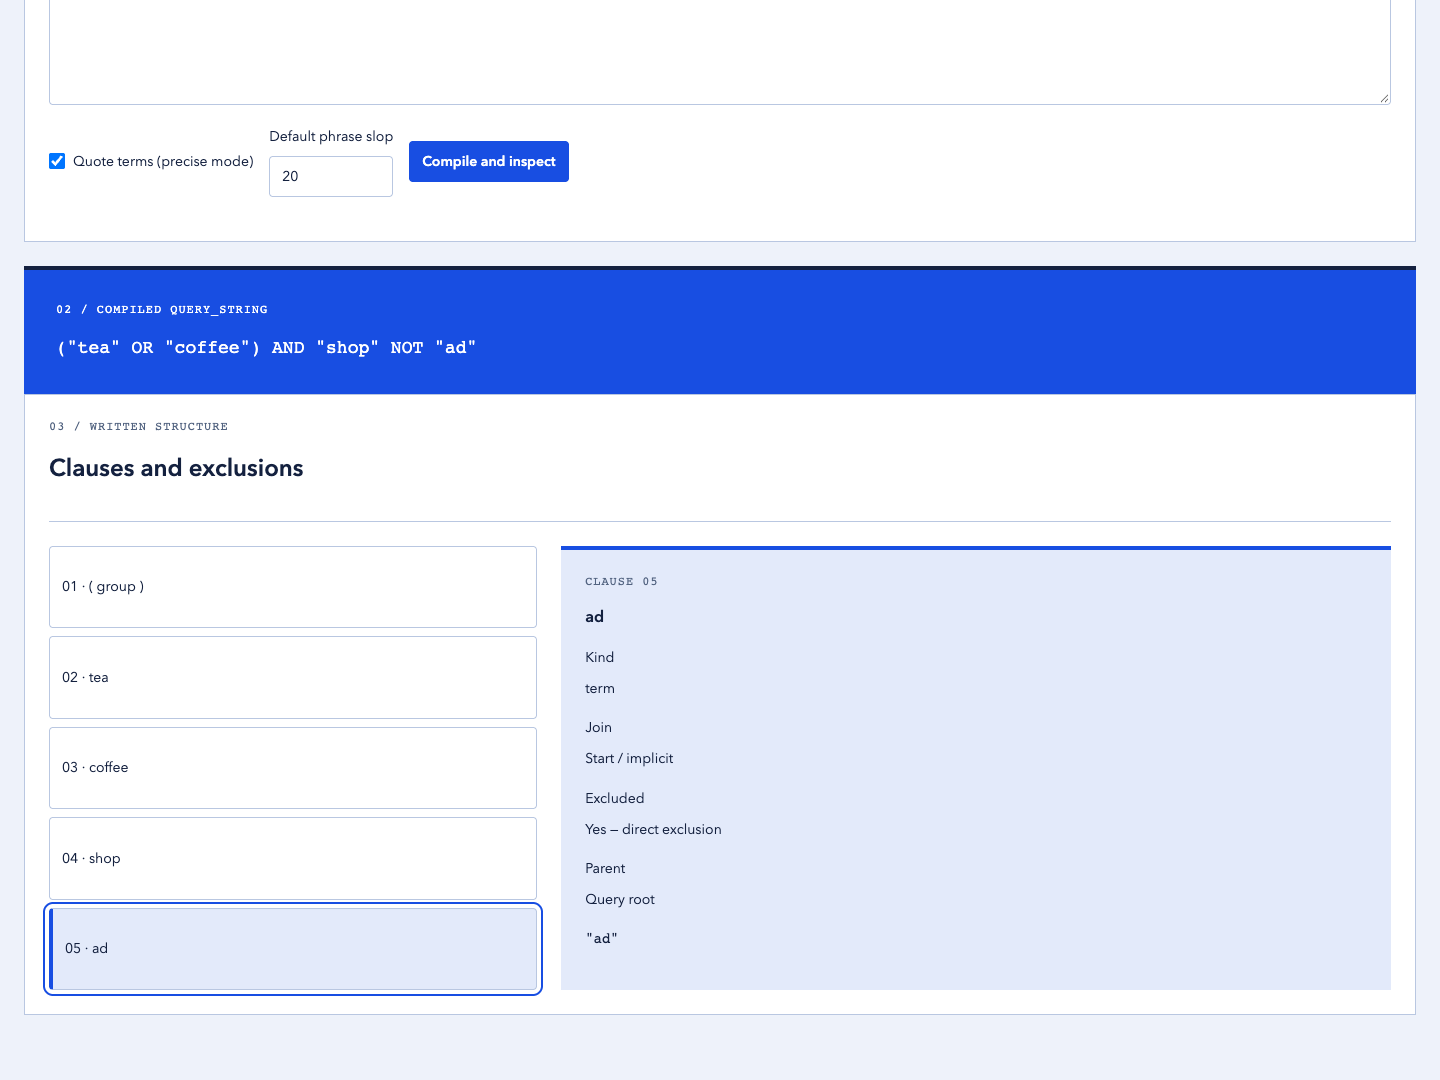 Default phrase slop
Quote terms (precise mode)
20
Compile and inspect
02 / COMPILED QUERY_STRING
("tea" OR "coffee") AND "shop" NOT "ad"
03 / WRITTEN STRUCTURE
Clauses and exclusions
01 · ( group )
02 · tea
03 · coffee
04 · shop
05 · ad
CLAUSE 05
ad
Kind
term
Join
Start / implicit
Excluded
Yes – direct exclusion
Parent
Query root
"ad"